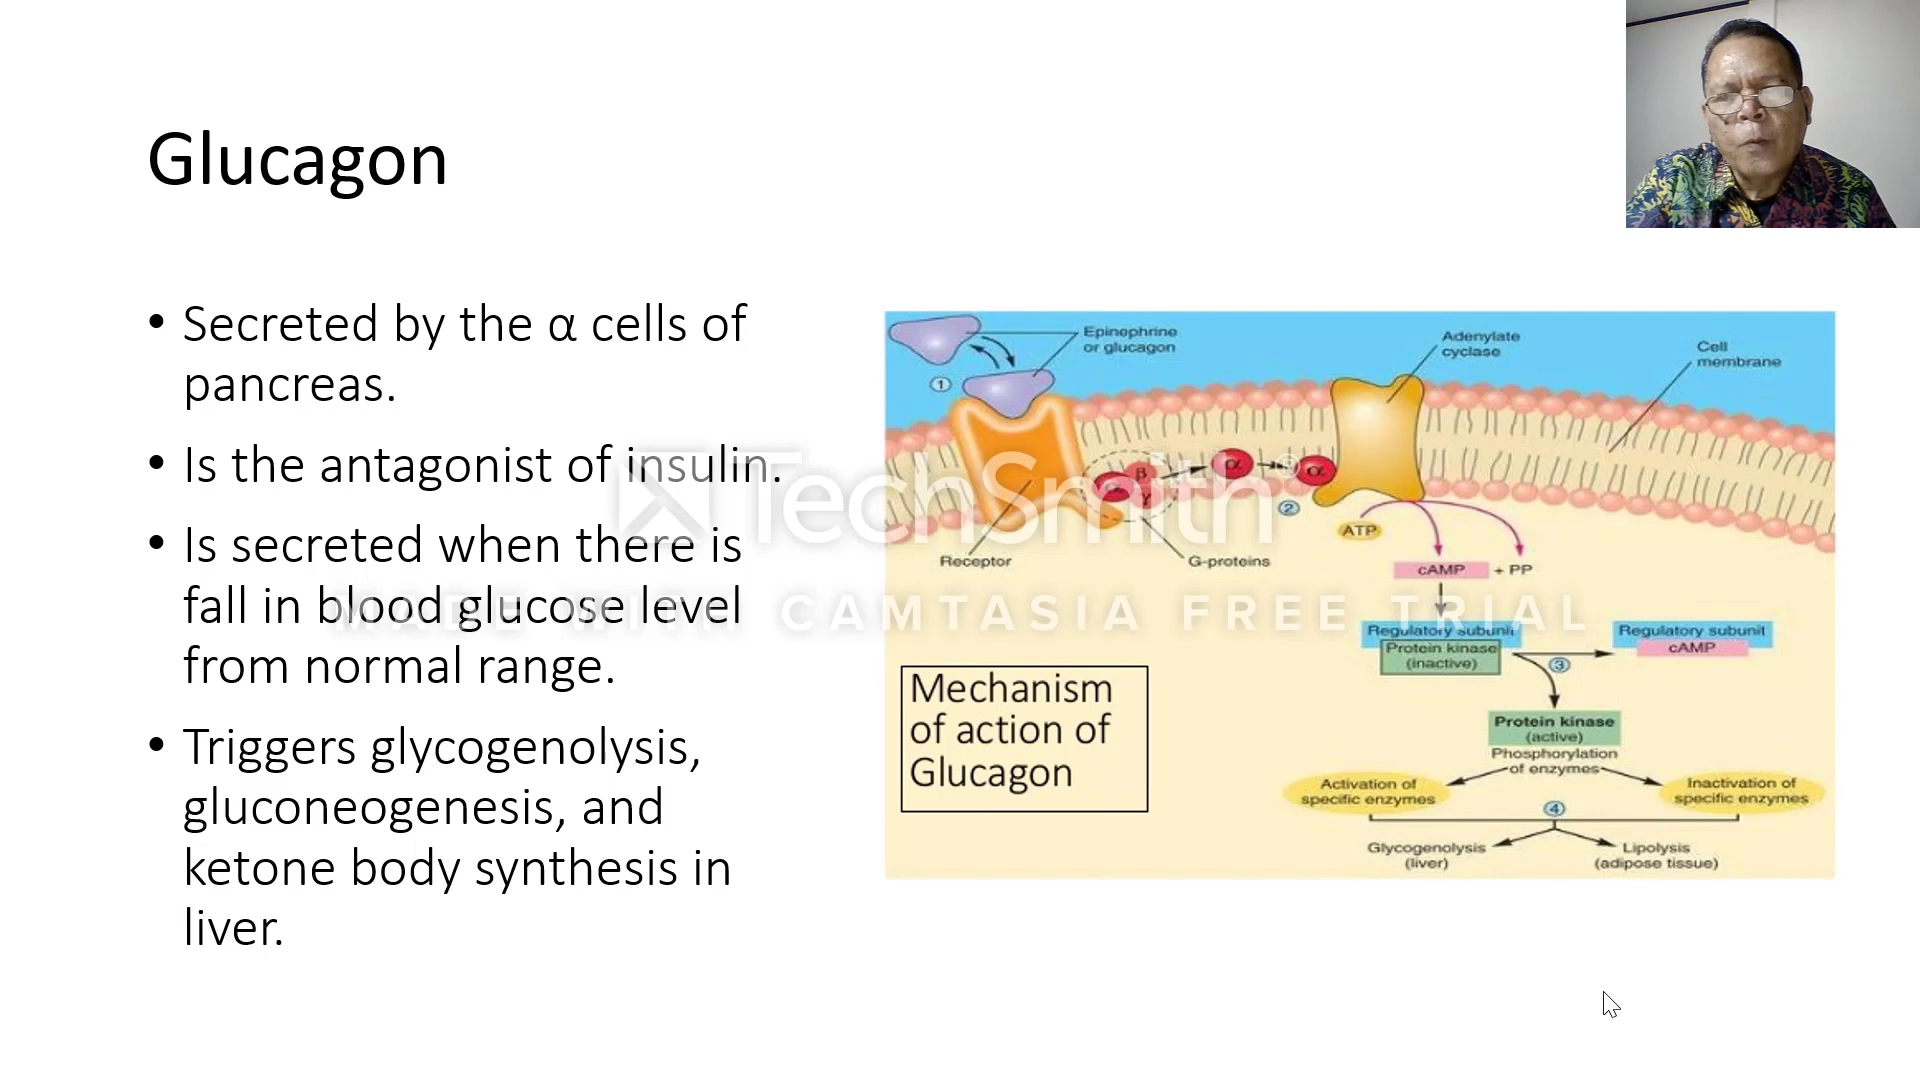 Glucagon
• Secreted by the α cells of
pancreas.
• Is the antagonist of insulin.
• Is secreted when there is
fall in blood glucose level
from normal range.
• Triggers glycogenolysis,
gluconeogenesis, and
ketone body synthesis in
liver.
TechSmith
MADE WITH CAMTASIA FREE TRIAL
Epinephrine
or glucagon
Adenylate
cyclase
Cell
membrane
1
β
α
γ
α
α
2
ATP
Receptor
G-proteins
cAMP + PP
Regulatory subunit
Protein kinase
(inactive)
3
Regulatory subunit
cAMP
Protein kinase
(active)
Phosphorylation
of enzymes
Activation of
specific enzymes
Inactivation of
specific enzymes
4
Glycogenolysis
(liver)
Lipolysis
(adipose tissue)
Mechanism
of action of
Glucagon